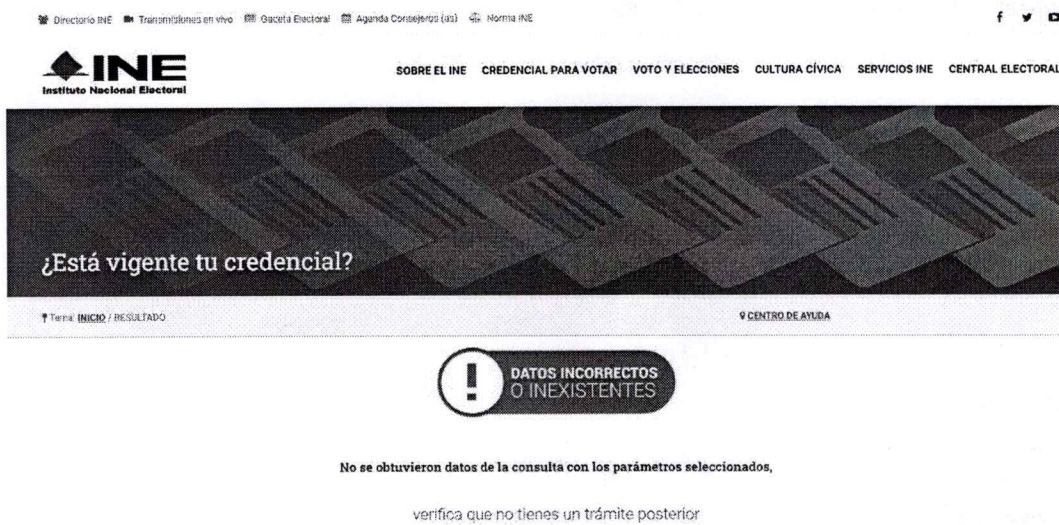 Directorio INE Transmisiones en vivo Gaceta Electoral Agenda Consejeros (as) Norma INE
INE
Instituto Nacional Electoral
SOBRE EL INE CREDENCIAL PARA VOTAR VOTO Y ELECCIONES CULTURA CÍVICA SERVICIOS INE CENTRAL ELECTORAL
¿Está vigente tu credencial?
Tema: INICIO / RESULTADO CENTRO DE AYUDA
DATOS INCORRECTOS
O INEXISTENTES
No se obtuvieron datos de la consulta con los parámetros seleccionados,
verifica que no tienes un trámite posterior